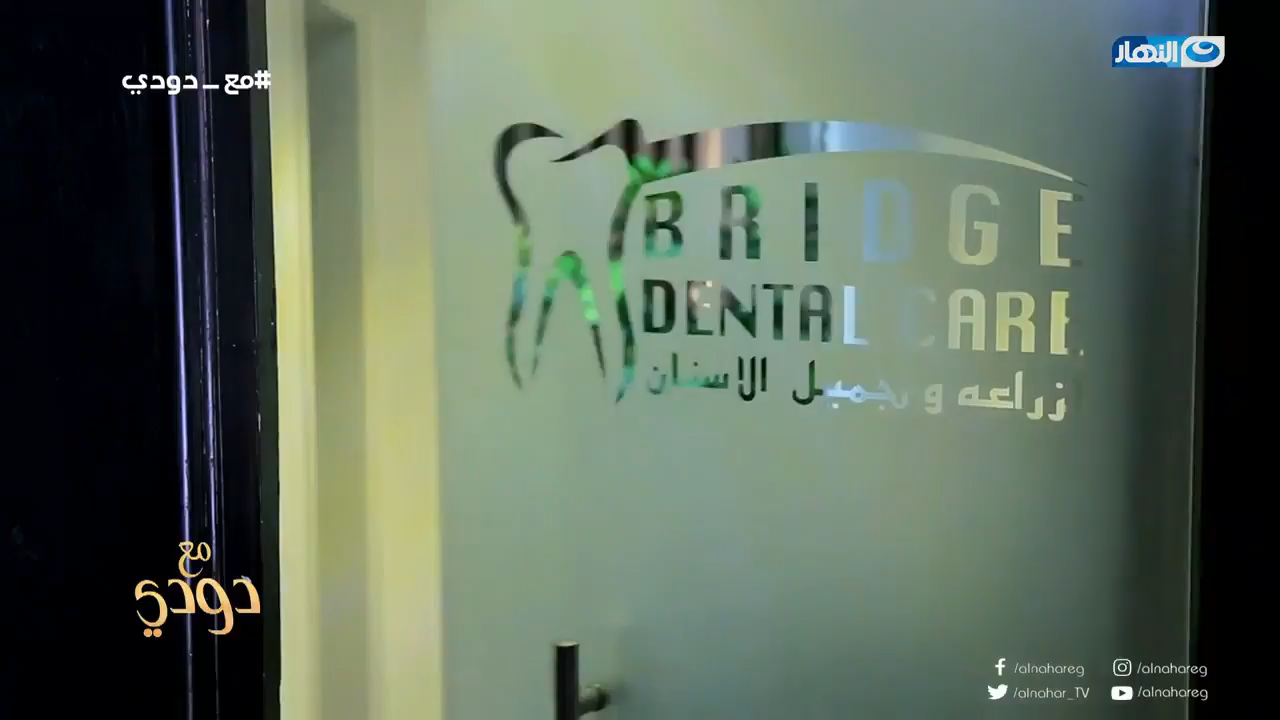 #مع_دودي
النهار
BRIDGE
DENTAL CARE
زراعه و تجميل الاسنان
مع
دودي
/alnahareg
/alnahareg
/alnahar_TV
/alnahareg